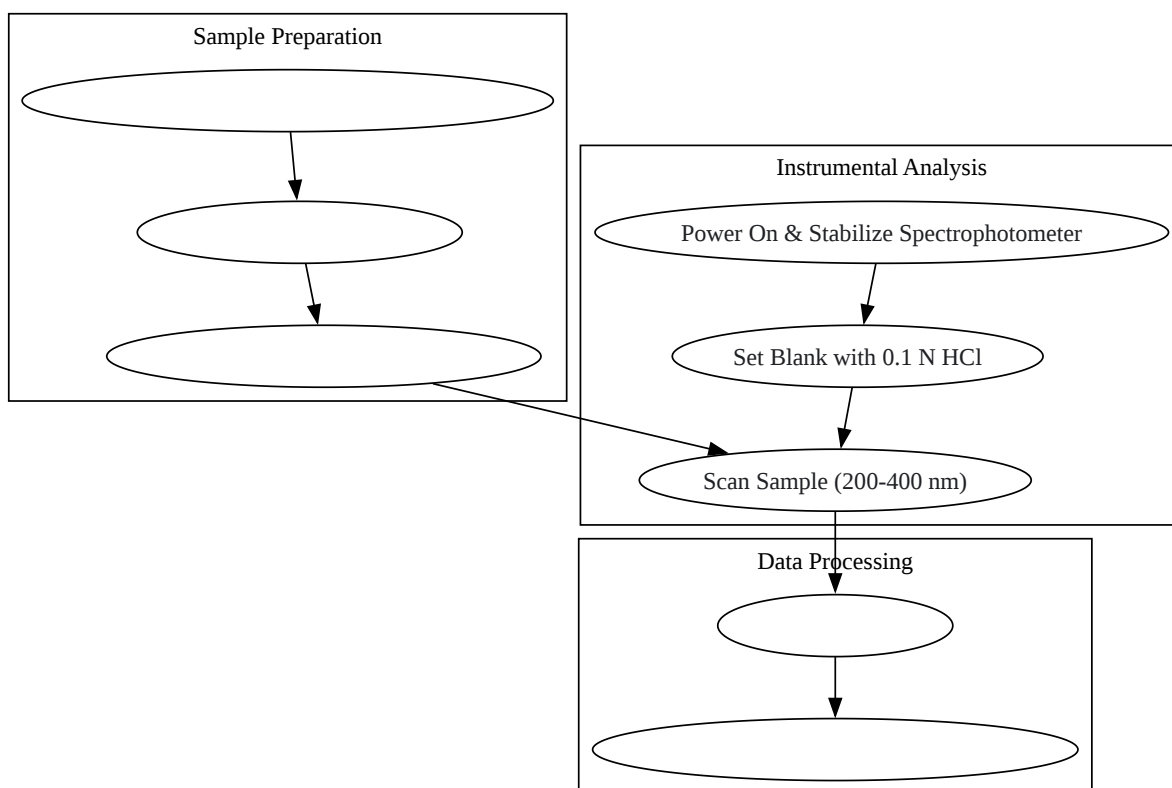 Sample Preparation
Instrumental Analysis
Power On & Stabilize Spectrophotometer
Set Blank with 0.1 N HCl
Scan Sample (200-400 nm)
Data Processing